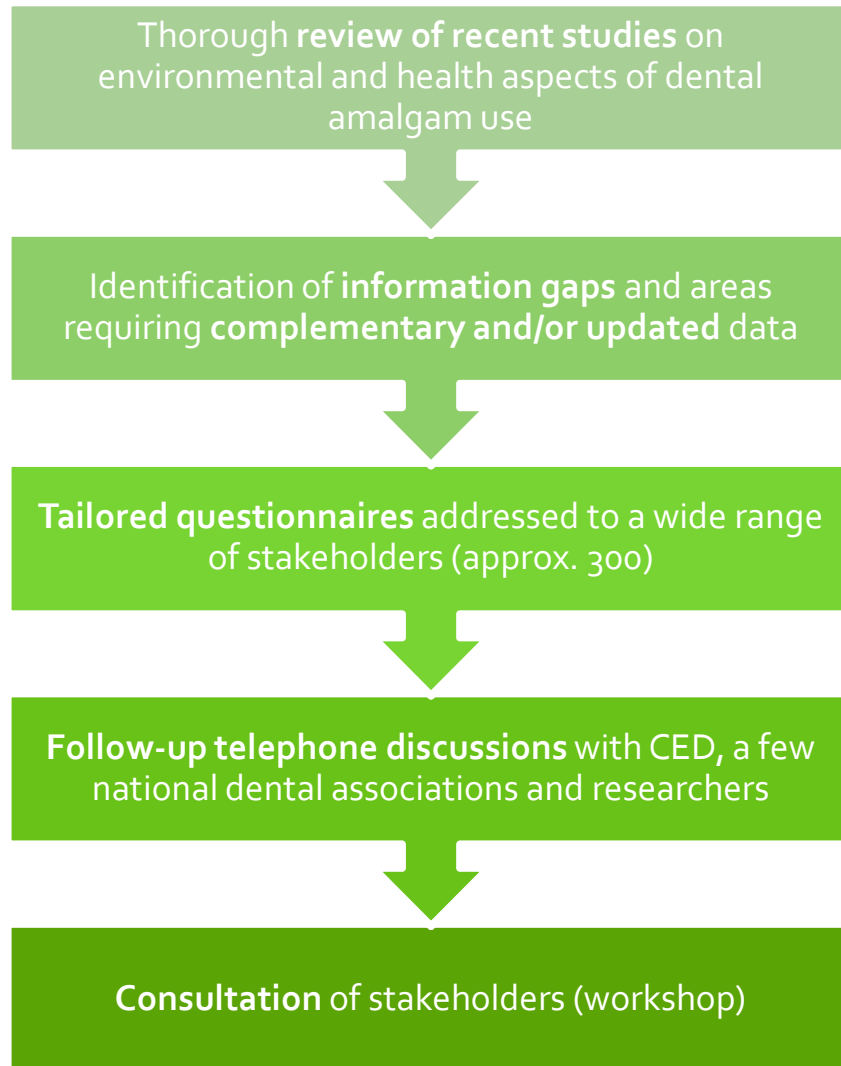 Thorough review of recent studies on
environmental and health aspects of dental
amalgam use
Identification of information gaps and areas
requiring complementary and/or updated data
Tailored questionnaires addressed to a wide range
of stakeholders (approx. 300)
Follow-up telephone discussions with CED, a few
national dental associations and researchers
Consultation of stakeholders (workshop)